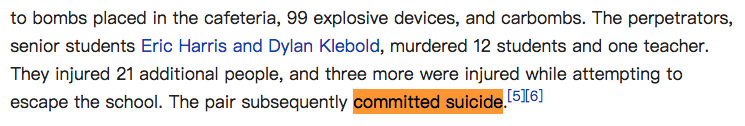 to bombs placed in the cafeteria, 99 explosive devices, and carbombs. The perpetrators,
senior students Eric Harris and Dylan Klebold, murdered 12 students and one teacher.
They injured 21 additional people, and three more were injured while attempting to
escape the school. The pair subsequently committed suicide.[5][6]